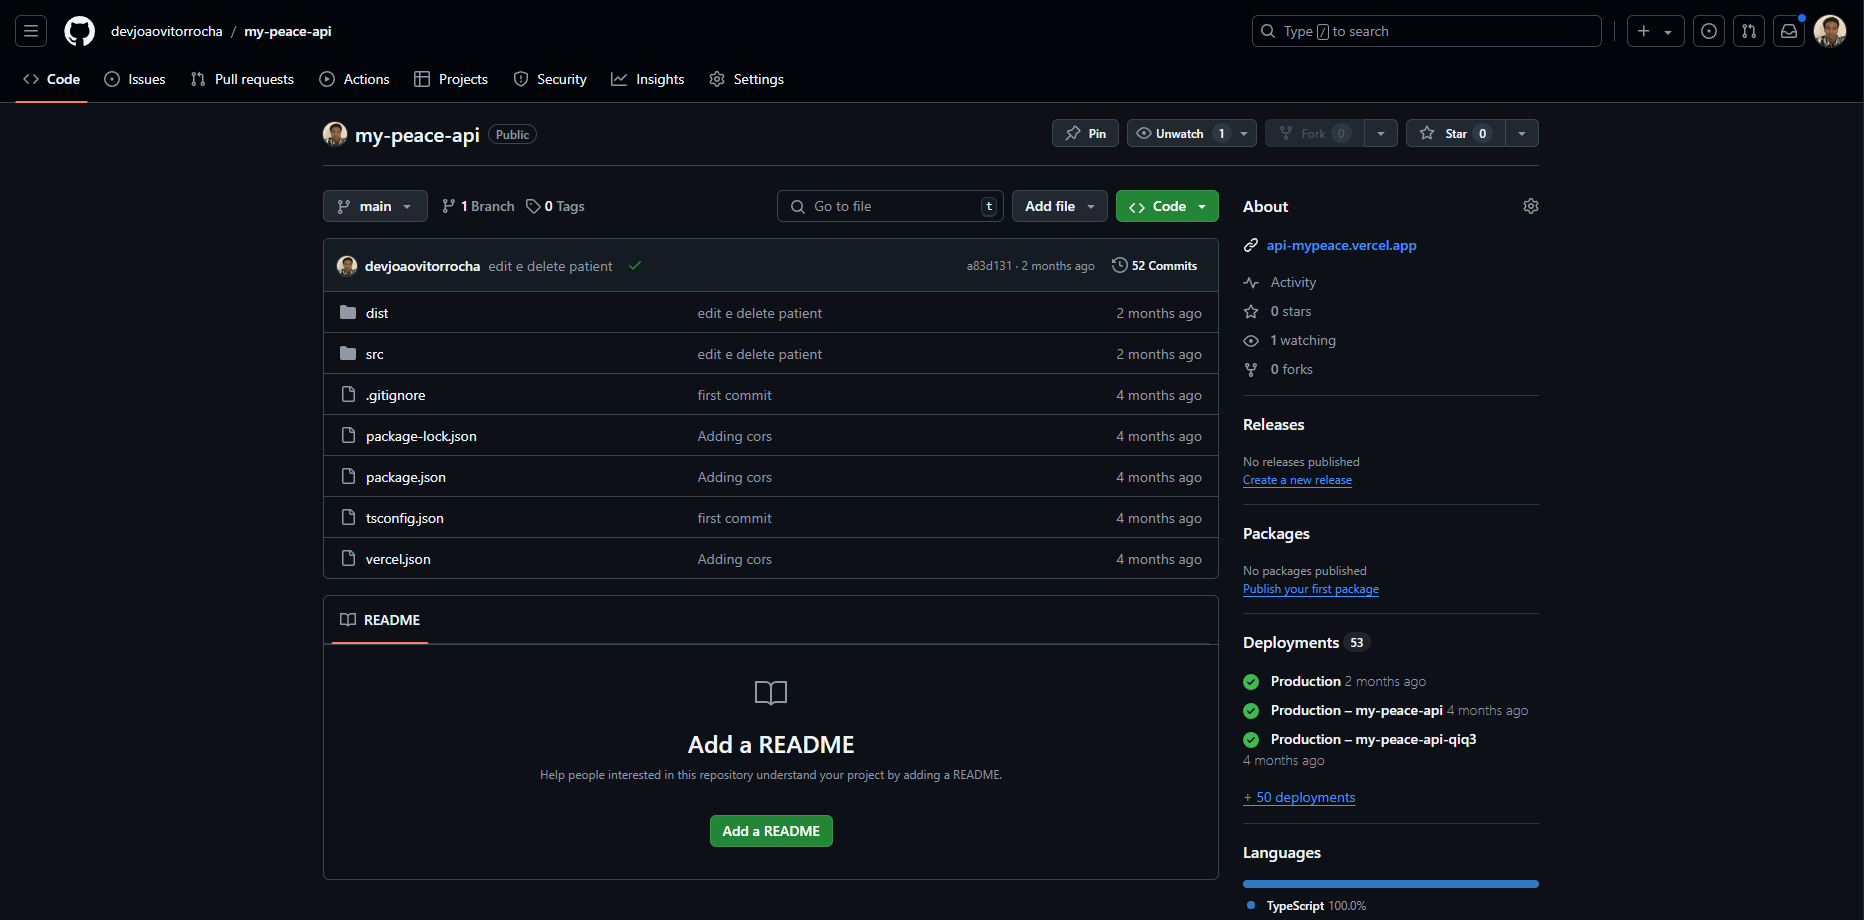 devjoaovitorrocha / my-peace-api
Type / to search
Code Issues Pull requests Actions Projects Security Insights Settings
my-peace-api Public
Pin Unwatch 1 Fork 0 Star 0
main 1 Branch 0 Tags Go to file t Add file Code
devjoaovitorrocha edit e delete patient a83d131 · 2 months ago 52 Commits
dist edit e delete patient 2 months ago
src edit e delete patient 2 months ago
.gitignore first commit 4 months ago
package-lock.json Adding cors 4 months ago
package.json Adding cors 4 months ago
tsconfig.json first commit 4 months ago
vercel.json Adding cors 4 months ago
README
Add a README
Help people interested in this repository understand your project by adding a README.
Add a README
About
api-mypeace.vercel.app
Activity
0 stars
1 watching
0 forks
Releases
No releases published
Create a new release
Packages
No packages published
Publish your first package
Deployments 53
Production 2 months ago
Production – my-peace-api 4 months ago
Production – my-peace-api-qiq3
4 months ago
+ 50 deployments
Languages
TypeScript 100.0%